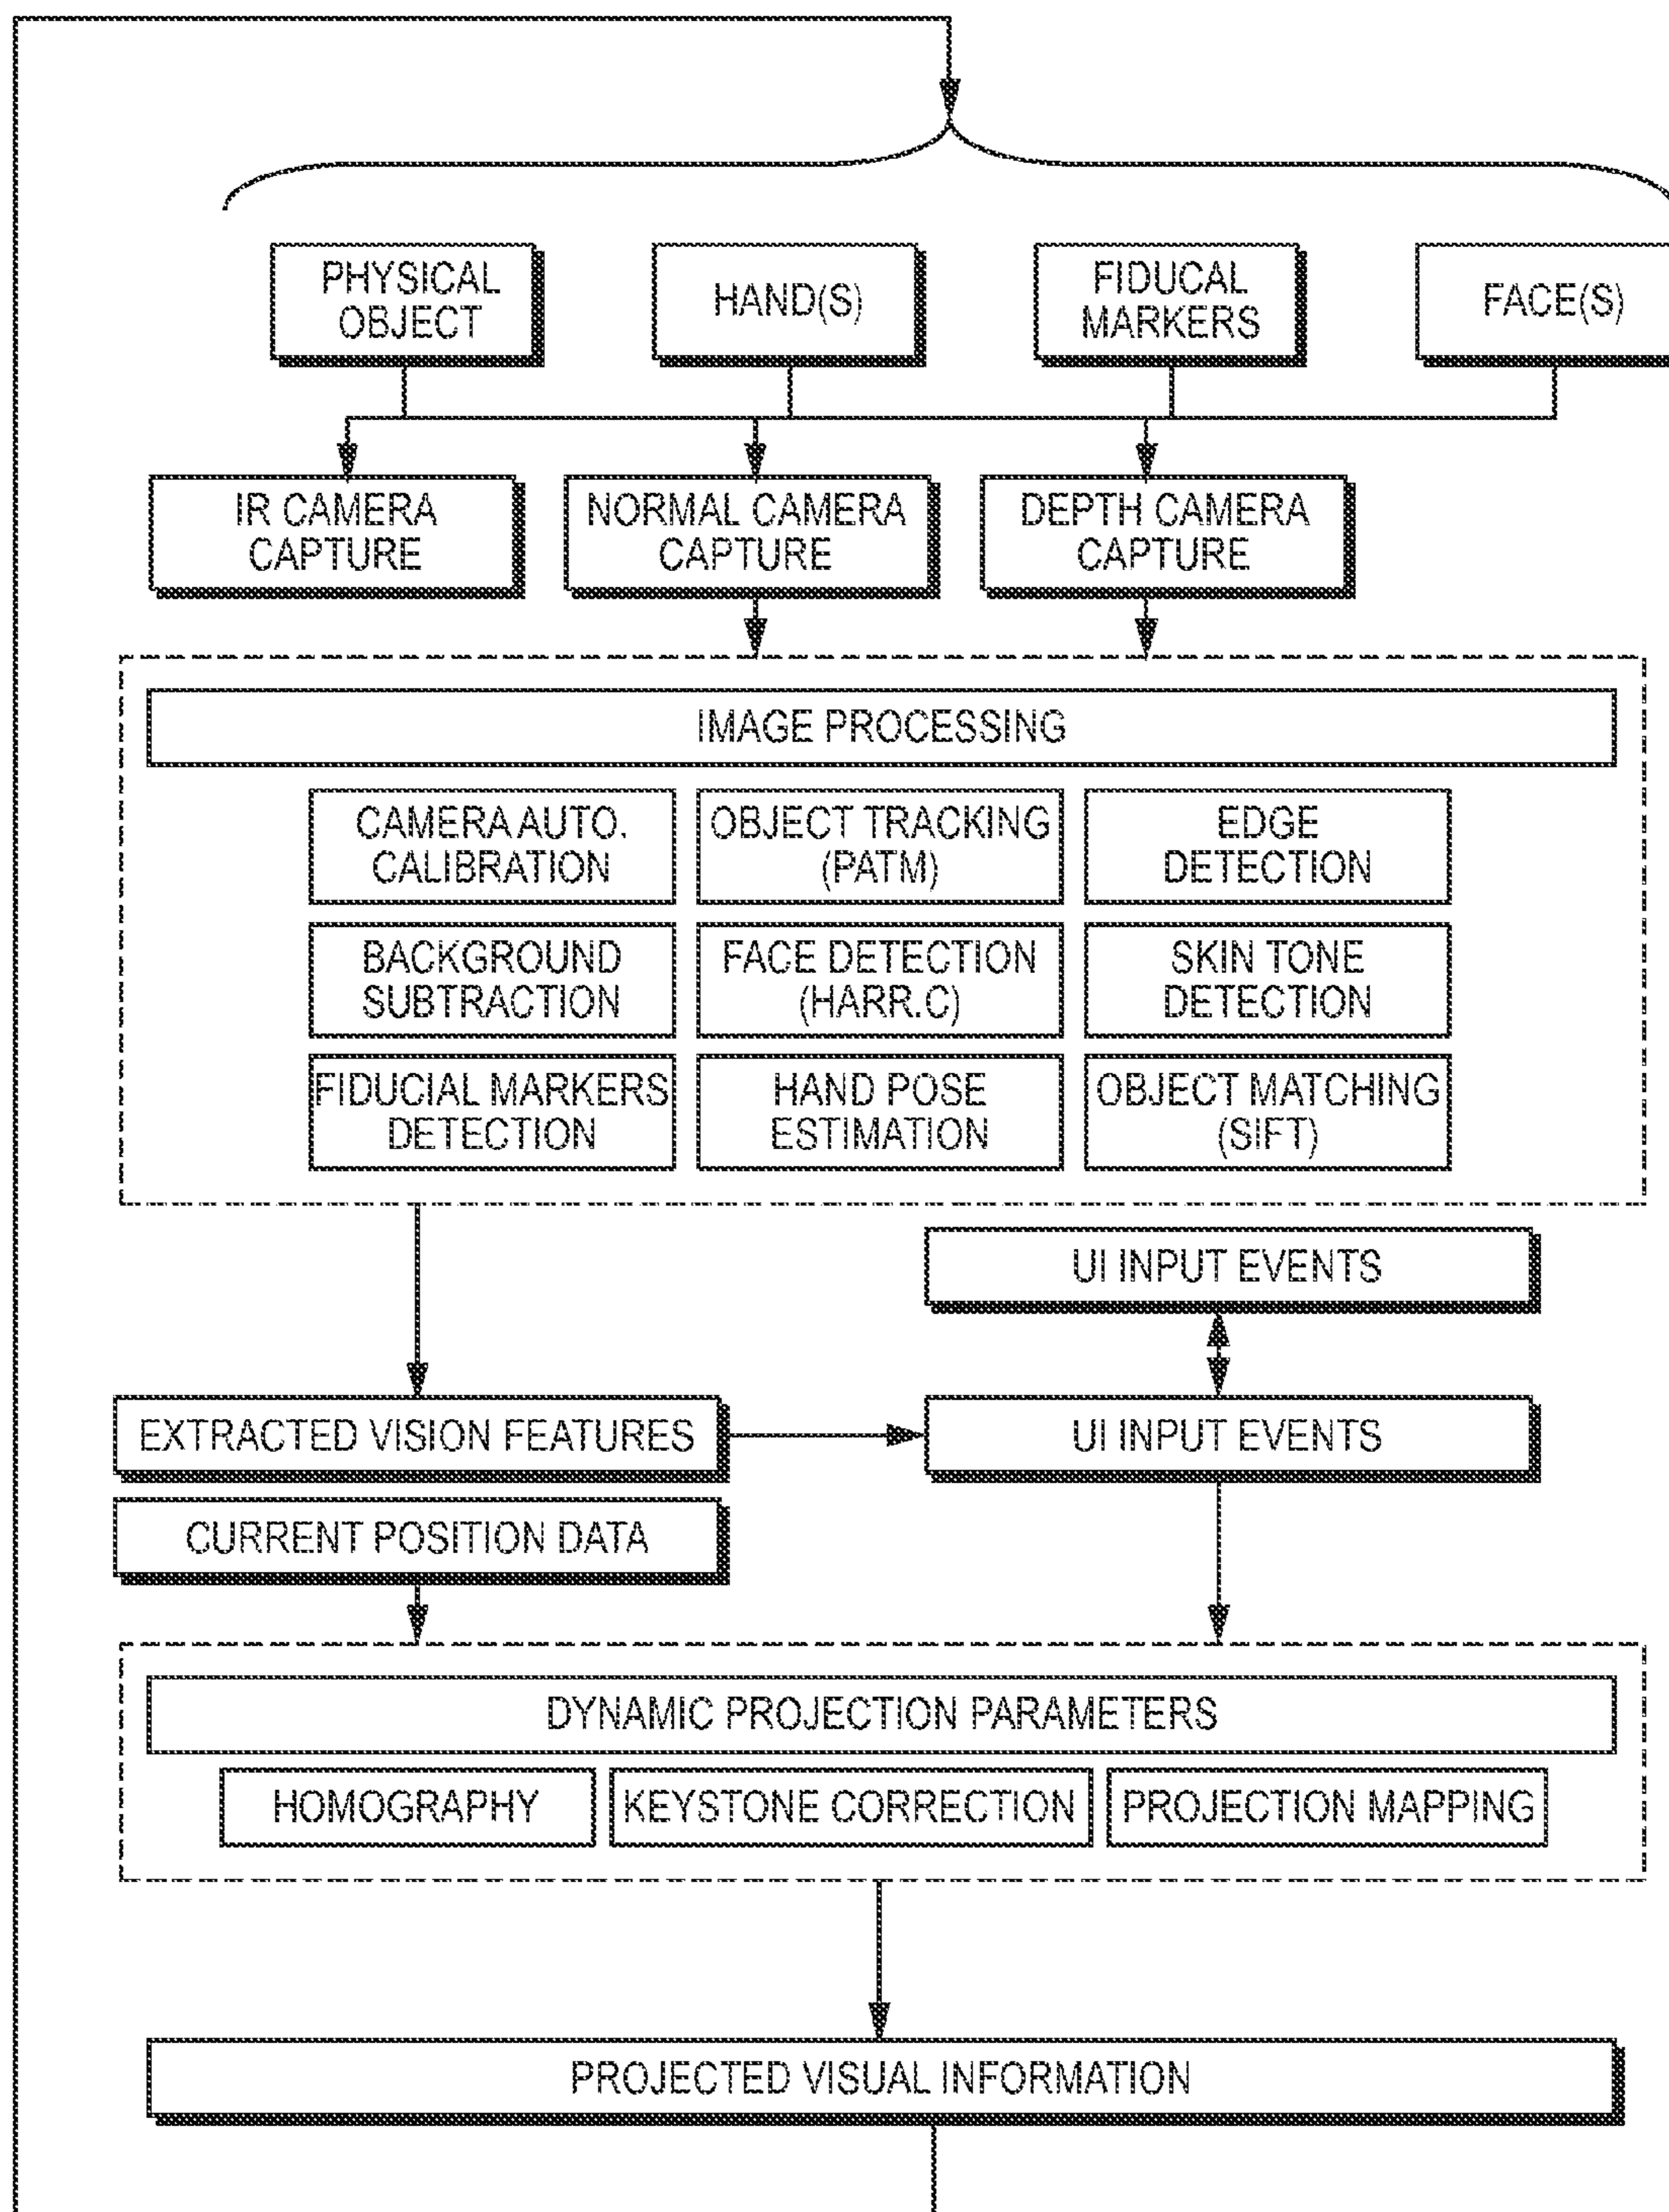 PHYSICAL
OBJECT
HAND(S)
FIDUCAL
MARKERS
FACE(S)
IR CAMERA
CAPTURE
NORMAL CAMERA
CAPTURE
DEPTH CAMERA
CAPTURE
IMAGE PROCESSING
CAMERA AUTO.
CALIBRATION
OBJECT TRACKING
(PATM)
EDGE
DETECTION
BACKGROUND
SUBTRACTION
FACE DETECTION
(HARR.C)
SKIN TONE
DETECTION
FIDUCIAL MARKERS
DETECTION
HAND POSE
ESTIMATION
OBJECT MATCHING
(SIFT)
UI INPUT EVENTS
EXTRACTED VISION FEATURES
UI INPUT EVENTS
CURRENT POSITION DATA
DYNAMIC PROJECTION PARAMETERS
HOMOGRAPHY
KEYSTONE CORRECTION
PROJECTION MAPPING
PROJECTED VISUAL INFORMATION